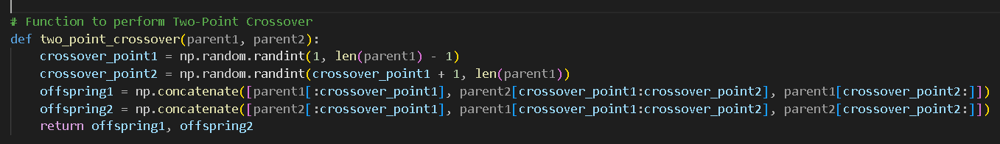 # Function to perform Two-Point Crossover
def two_point_crossover(parent1, parent2):
    crossover_point1 = np.random.randint(1, len(parent1) - 1)
    crossover_point2 = np.random.randint(crossover_point1 + 1, len(parent1))
    offspring1 = np.concatenate([parent1[:crossover_point1], parent2[crossover_point1:crossover_point2], parent1[crossover_point2:]])
    offspring2 = np.concatenate([parent2[:crossover_point1], parent1[crossover_point1:crossover_point2], parent2[crossover_point2:]])
    return offspring1, offspring2